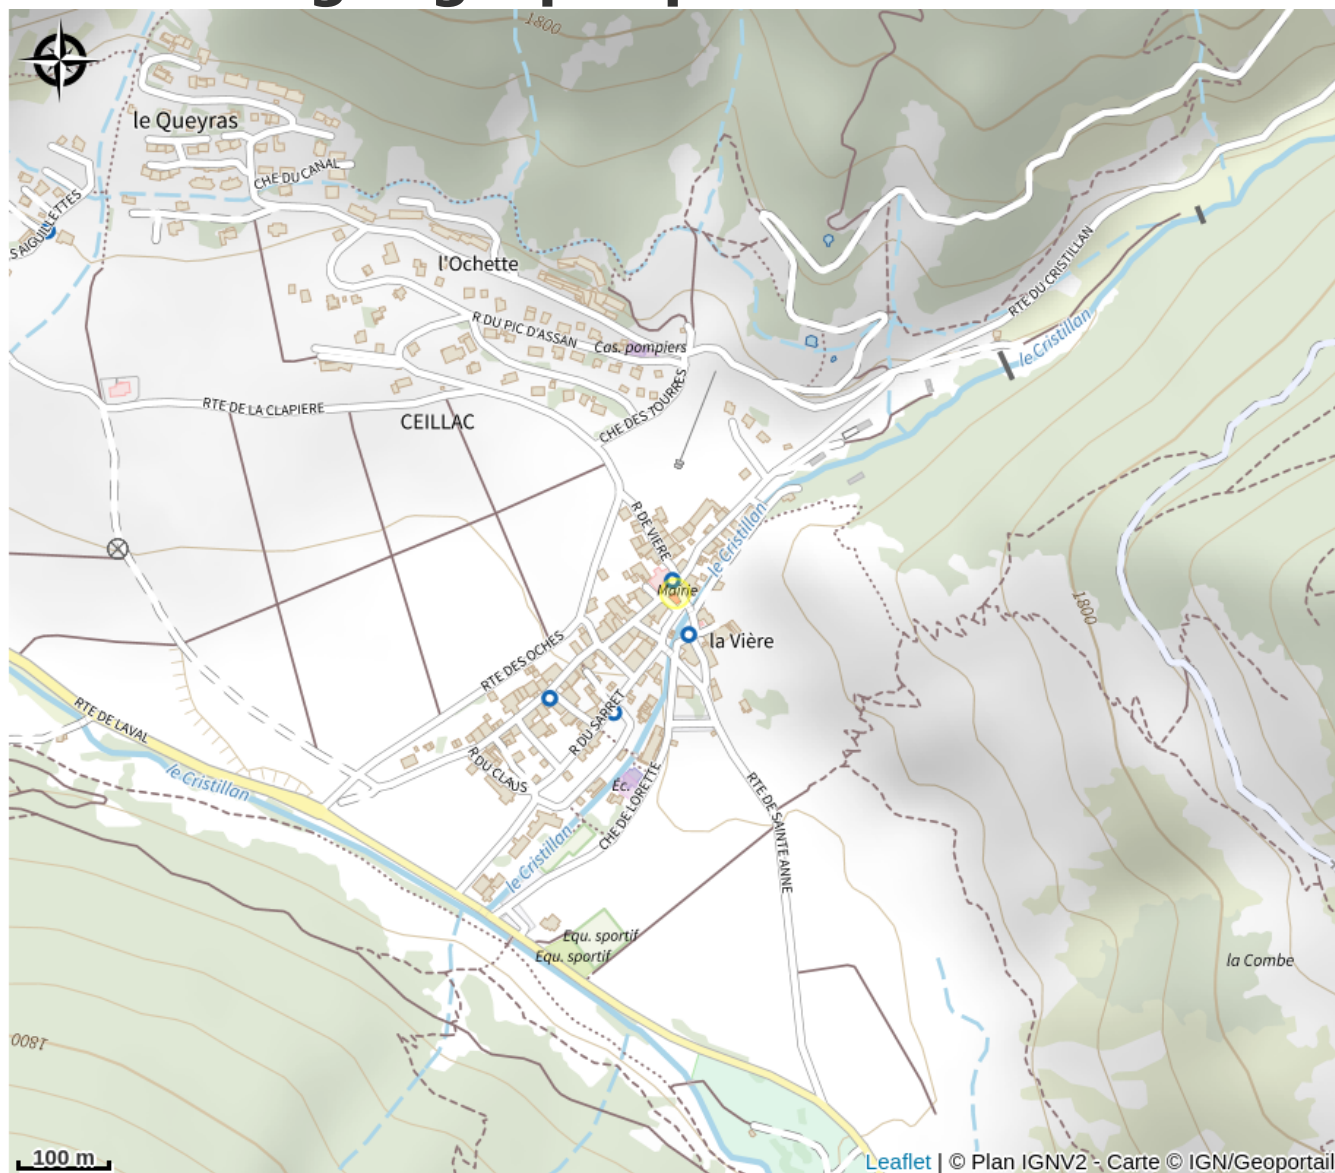 1800
le Queyras
CHE DU CANAL
S AIGUILLETTES
l'Ochette
RTE DU CRISTILLAN
le Cristillan
R DU PIC D'ASSAN
Cas. pompiers
CHE DES TOURRES
RTE DE LA CLAPIERE
CEILLAC
R DE VIERE
le Cristillan
Mairie
1800
la Vière
RTE DES OCHES
RTE DE LAVAL
R DU SARRET
le Cristillan
R DU CLAUS
Ec.
CHE DE LORETTE
RTE DE SAINTE ANNE
le Cristillan
Equ. sportif
Equ. sportif
la Combe
1800
100 m
Leaflet | © Plan IGNV2 - Carte © IGN/Geoportail